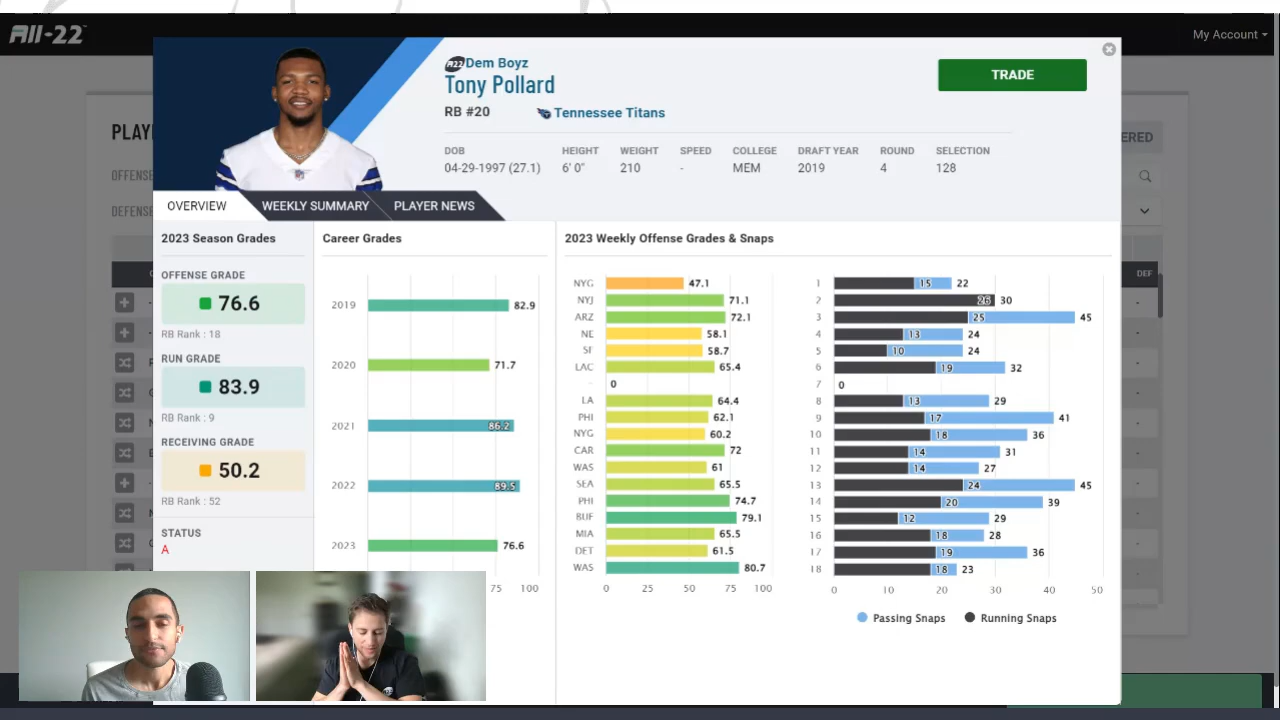 All-22
My Account
PLAY
ERED
OFFENSE
DEFENSE
DEF
A22 Dem Boyz
Tony Pollard
RB #20
Tennessee Titans
TRADE
DOB HEIGHT WEIGHT SPEED COLLEGE DRAFT YEAR ROUND SELECTION
04-29-1997 (27.1) 6' 0" 210 - MEM 2019 4 128
OVERVIEW WEEKLY SUMMARY PLAYER NEWS
2023 Season Grades
OFFENSE GRADE
76.6
RB Rank : 18
RUN GRADE
83.9
RB Rank : 9
RECEIVING GRADE
50.2
RB Rank : 52
STATUS
A
Career Grades
2019 82.9
2020 71.7
2021 86.2
2022 89.5
2023 76.6
75 100
2023 Weekly Offense Grades & Snaps
NYG 47.1
NYJ 71.1
ARZ 72.1
NE 58.1
SF 58.7
LAC 65.4
- 0
LA 64.4
PHI 62.1
NYG 60.2
CAR 72
WAS 61
SEA 65.5
PHI 74.7
BUF 79.1
MIA 65.5
DET 61.5
WAS 80.7
0 25 50 75 100
1 15 22
2 26 30
3 25 45
4 13 24
5 10 24
6 19 32
7 0
8 13 29
9 17 41
10 18 36
11 14 31
12 14 27
13 24 45
14 20 39
15 12 29
16 18 28
17 19 36
18 18 23
0 10 20 30 40 50
Passing Snaps Running Snaps